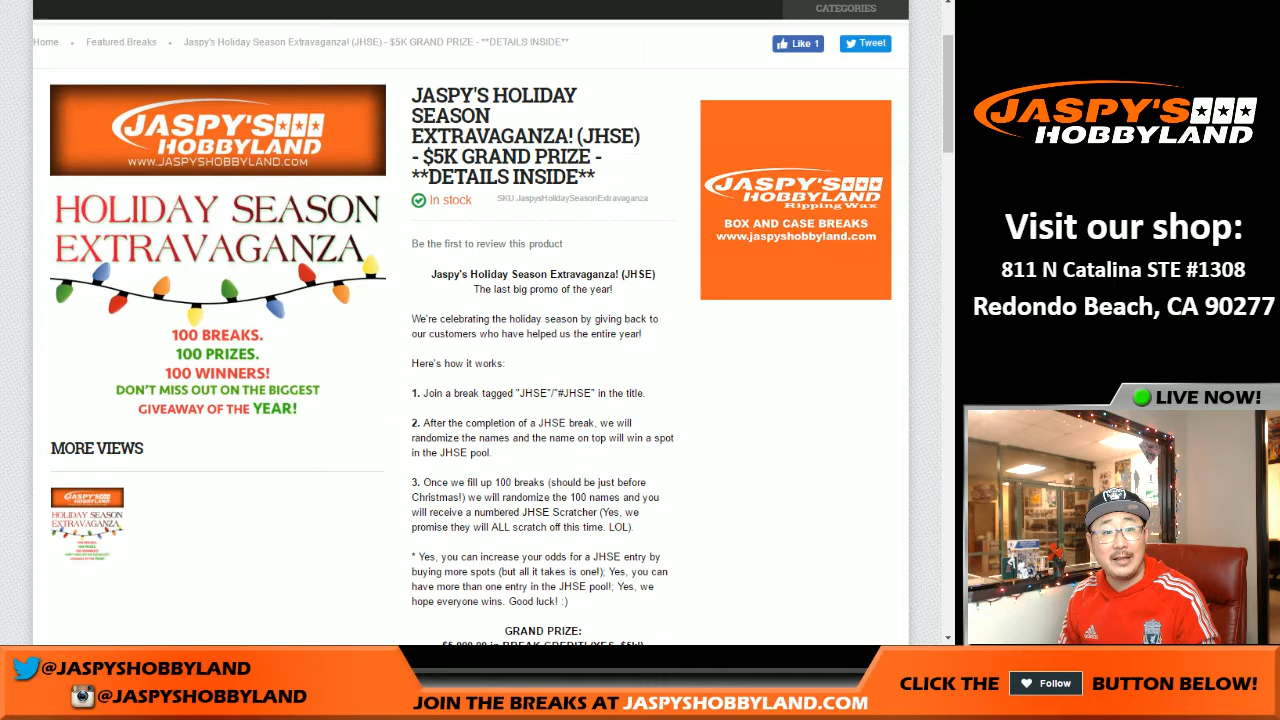 CATEGORIES
Home • Featured Breaks • Jaspy's Holiday Season Extravaganza! (JHSE) - $5K GRAND PRIZE - **DETAILS INSIDE**
Like 1
Tweet
JASPY'S
HOBBYLAND
WWW.JASPYSHOBBYLAND.COM
HOLIDAY SEASON
EXTRAVAGANZA
100 BREAKS.
100 PRIZES.
100 WINNERS!
DON'T MISS OUT ON THE BIGGEST
GIVEAWAY OF THE YEAR!
MORE VIEWS
JASPY'S HOLIDAY
SEASON
EXTRAVAGANZA! (JHSE)
- $5K GRAND PRIZE -
**DETAILS INSIDE**
In stock
SKU:JaspysHolidaySeasonExtravaganza
Be the first to review this product
Jaspy's Holiday Season Extravaganza! (JHSE)
The last big promo of the year!
We're celebrating the holiday season by giving back to
our customers who have helped us the entire year!
Here's how it works:
1. Join a break tagged "JHSE"/"#JHSE" in the title.
2. After the completion of a JHSE break, we will
randomize the names and the name on top will win a spot
in the JHSE pool.
3. Once we fill up 100 breaks (should be just before
Christmas!) we will randomize the 100 names and you
will receive a numbered JHSE Scratcher (Yes, we
promise they will ALL scratch off this time. LOL).
* Yes, you can increase your odds for a JHSE entry by
buying more spots (but all it takes is one!); Yes, you can
have more than one entry in the JHSE pool!; Yes, we
hope everyone wins. Good luck! :)
GRAND PRIZE:
$5,000.00 in BREAK CREDIT! (YES, $5k!)
JASPY'S
HOBBYLAND
Ripping Wax
BOX AND CASE BREAKS
www.jaspyshobbyland.com
JASPY'S
HOBBYLAND
Visit our shop:
811 N Catalina STE #1308
Redondo Beach, CA 90277
LIVE NOW!
@JASPYSHOBBYLAND
@JASPYSHOBBYLAND
JOIN THE BREAKS AT JASPYSHOBBYLAND.COM
CLICK THE Follow BUTTON BELOW!